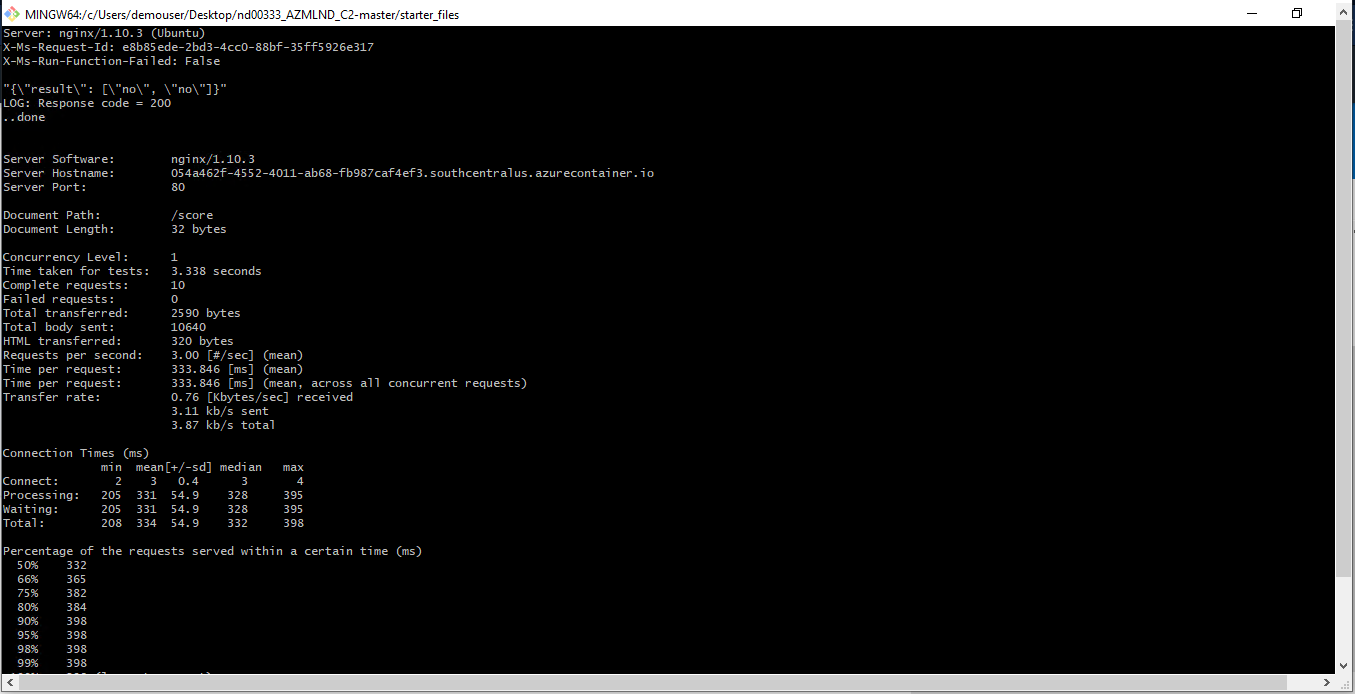 MINGW64:/c/Users/demouser/Desktop/nd00333_AZMLND_C2-master/starter_files
Server: nginx/1.10.3 (Ubuntu)
X-Ms-Request-Id: e8b85ede-2bd3-4cc0-88bf-35ff5926e317
X-Ms-Run-Function-Failed: False
"{\"result\": [\"no\", \"no\"]}"
LOG: Response code = 200
..done
Server Software: nginx/1.10.3
Server Hostname: 054a462f-4552-4011-ab68-fb987caf4ef3.southcentralus.azurecontainer.io
Server Port: 80
Document Path: /score
Document Length: 32 bytes
Concurrency Level: 1
Time taken for tests: 3.338 seconds
Complete requests: 10
Failed requests: 0
Total transferred: 2590 bytes
Total body sent: 10640
HTML transferred: 320 bytes
Requests per second: 3.00 [#/sec] (mean)
Time per request: 333.846 [ms] (mean)
Time per request: 333.846 [ms] (mean, across all concurrent requests)
Transfer rate: 0.76 [Kbytes/sec] received
3.11 kb/s sent
3.87 kb/s total
Connection Times (ms)
min mean[+/-sd] median max
Connect: 2 3 0.4 3 4
Processing: 205 331 54.9 328 395
Waiting: 205 331 54.9 328 395
Total: 208 334 54.9 332 398
Percentage of the requests served within a certain time (ms)
50% 332
66% 365
75% 382
80% 384
90% 398
95% 398
98% 398
99% 398